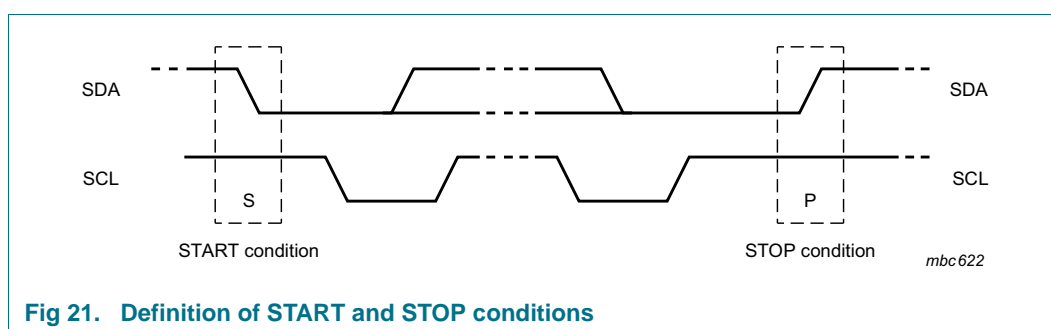 SDA SDA
SCL SCL
S P
START condition STOP condition
mbc622
Fig 21. Definition of START and STOP conditions